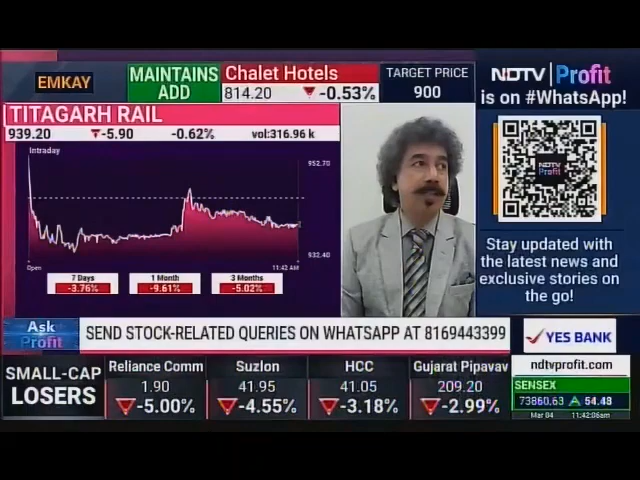 EMKAY
MAINTAINS
ADD
Chalet Hotels
814.20 ▼-0.53%
TARGET PRICE
900
TITAGARH RAIL
939.20 ▼-5.90 -0.62% vol:316.96 k
Intraday
952.70
932.40
Open
11:42 AM
7 Days
-3.76%
1 Month
-9.61%
3 Months
-5.02%
NDTV Profit
is on #WhatsApp!
NDTV
Profit
Stay updated with
the latest news and
exclusive stories on
the go!
Ask
Profit
SEND STOCK-RELATED QUERIES ON WHATSAPP AT 8169443399
YES BANK
SMALL-CAP
LOSERS
Reliance Comm
1.90
▼-5.00%
Suzlon
41.95
▼-4.55%
HCC
41.05
▼-3.18%
Gujarat Pipavav
209.20
▼-2.99%
ndtvprofit.com
SENSEX
73860.63 ▲ 54.48
Mar 04 11:42:06am